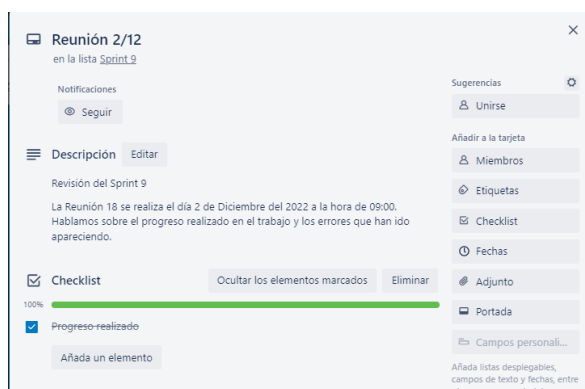 Reunión 2/12
en la lista Sprint 9
Notificaciones
Seguir
Descripción Editar
Revisión del Sprint 9
La Reunión 18 se realiza el día 2 de Diciembre del 2022 a la hora de 09:00.
Hablamos sobre el progreso realizado en el trabajo y los errores que han ido
apareciendo.
Checklist Ocultar los elementos marcados Eliminar
100%
Progreso realizado
Añada un elemento
Sugerencias
Unirse
Añadir a la tarjeta
Miembros
Etiquetas
Checklist
Fechas
Adjunto
Portada
Campos personali...
Añada listas desplegables,
campos de texto y fechas, entre